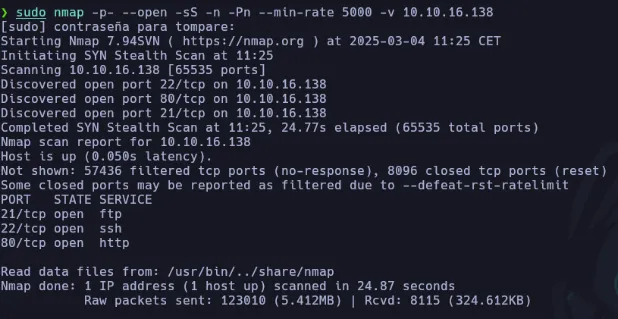 ❯ sudo nmap -p- --open -sS -n -Pn --min-rate 5000 -v 10.10.16.138
[sudo] contraseña para tompare:
Starting Nmap 7.94SVN ( https://nmap.org ) at 2025-03-04 11:25 CET
Initiating SYN Stealth Scan at 11:25
Scanning 10.10.16.138 [65535 ports]
Discovered open port 22/tcp on 10.10.16.138
Discovered open port 80/tcp on 10.10.16.138
Discovered open port 21/tcp on 10.10.16.138
Completed SYN Stealth Scan at 11:25, 24.77s elapsed (65535 total ports)
Nmap scan report for 10.10.16.138
Host is up (0.050s latency).
Not shown: 57436 filtered tcp ports (no-response), 8096 closed tcp ports (reset)
Some closed ports may be reported as filtered due to --defeat-rst-ratelimit
PORT   STATE SERVICE
21/tcp open  ftp
22/tcp open  ssh
80/tcp open  http
Read data files from: /usr/bin/../share/nmap
Nmap done: 1 IP address (1 host up) scanned in 24.87 seconds
Raw packets sent: 123010 (5.412MB) | Rcvd: 8115 (324.612KB)